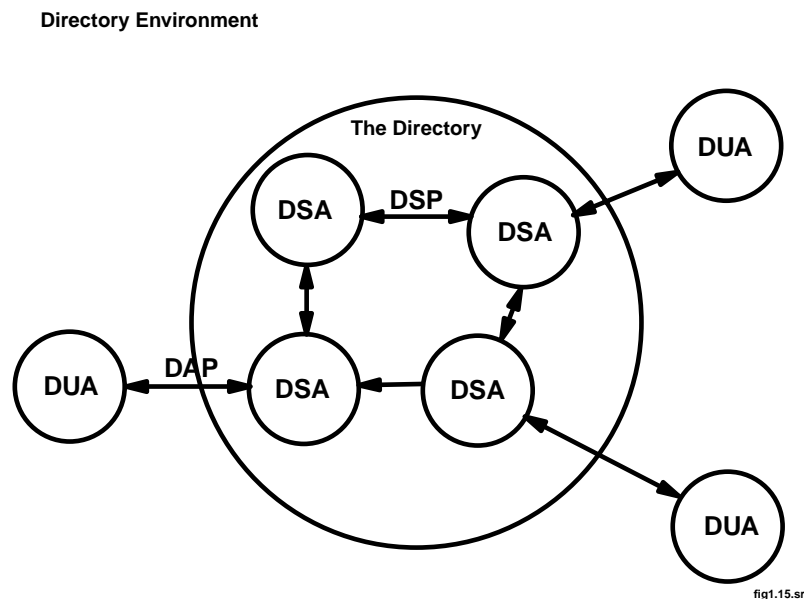 Directory Environment
The Directory
DUA
DSA
DSP
DSA
DUA
DAP
DSA
DSA
DUA
fig1.15.sr